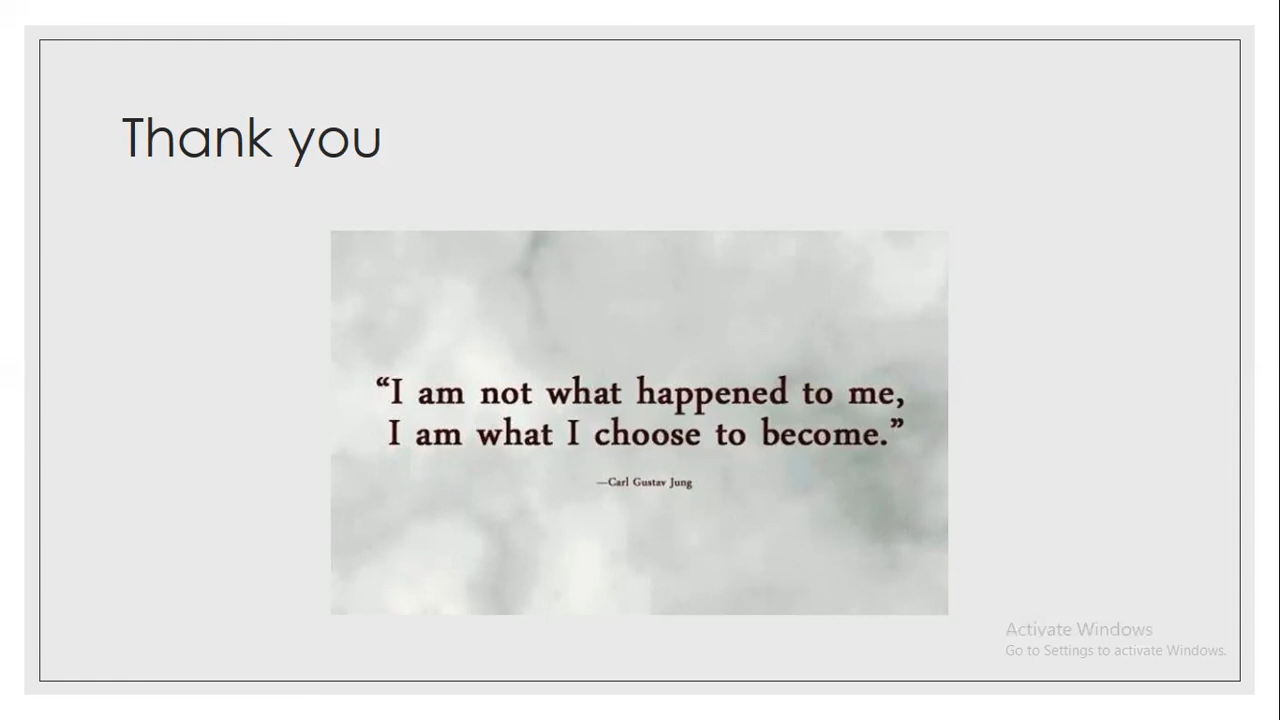 Thank you
“I am not what happened to me,
I am what I choose to become.”
—Carl Gustav Jung
Activate Windows
Go to Settings to activate Windows.